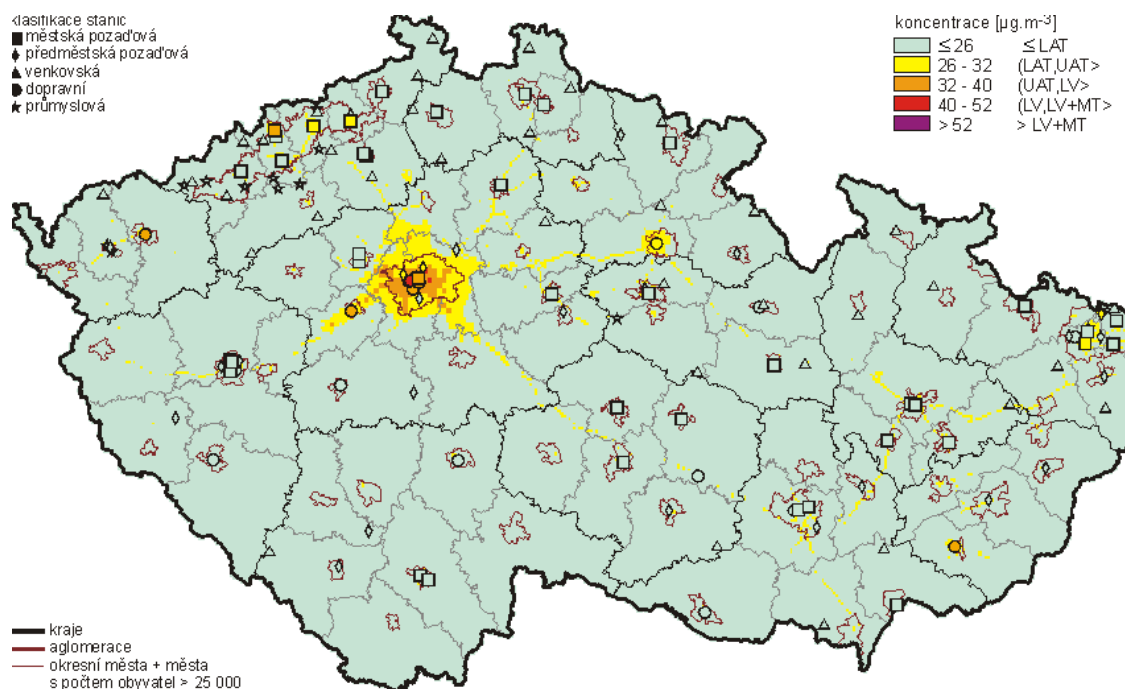 klasifikace stanic
městská pozaďová
předměstská pozaďová
venkovská
dopravní
průmyslová
koncentrace [µg.m⁻³]
≤26 ≤LAT
26 - 32 (LAT,UAT>
32 - 40 (UAT,LV>
40 - 52 (LV,LV+MT>
> 52 > LV+MT
kraje
aglomerace
okresní města + města
s počtem obyvatel > 25 000